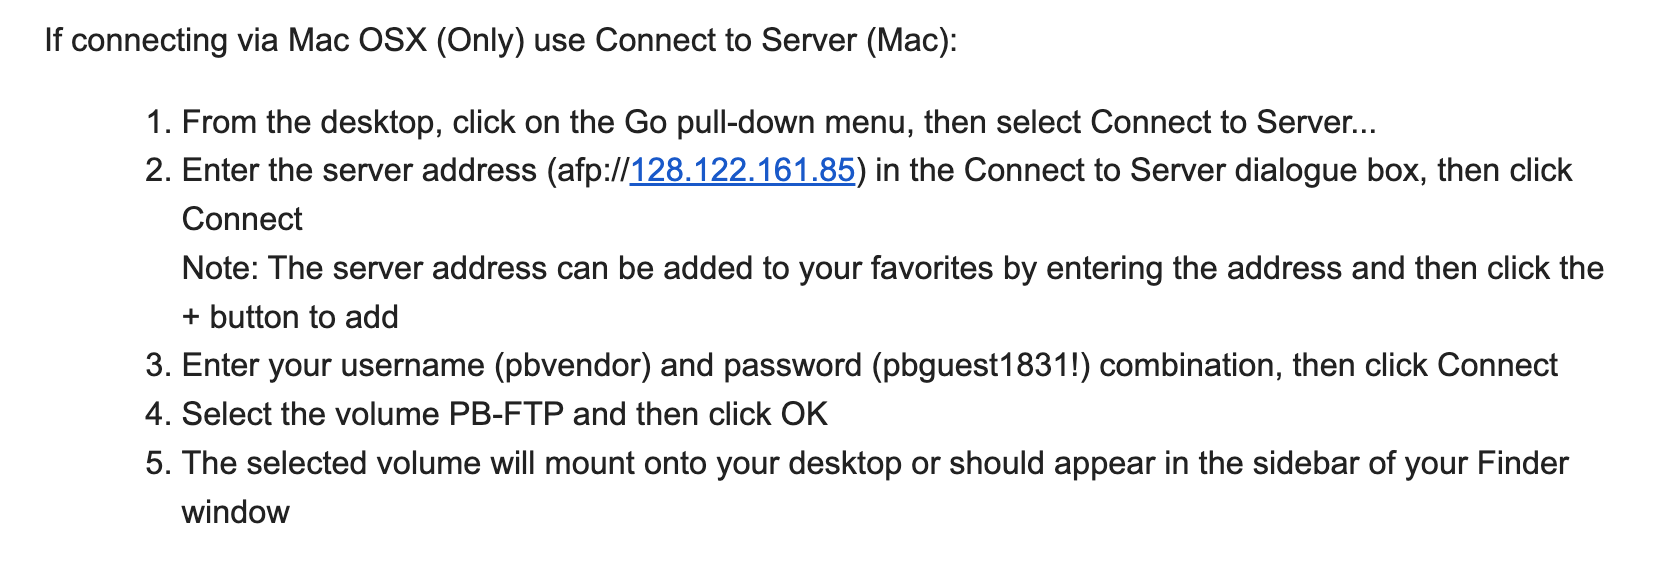 If connecting via Mac OSX (Only) use Connect to Server (Mac):
1. From the desktop, click on the Go pull-down menu, then select Connect to Server...
2. Enter the server address (afp://128.122.161.85) in the Connect to Server dialogue box, then click
Connect
Note: The server address can be added to your favorites by entering the address and then click the
+ button to add
3. Enter your username (pbvendor) and password (pbguest1831!) combination, then click Connect
4. Select the volume PB-FTP and then click OK
5. The selected volume will mount onto your desktop or should appear in the sidebar of your Finder
window